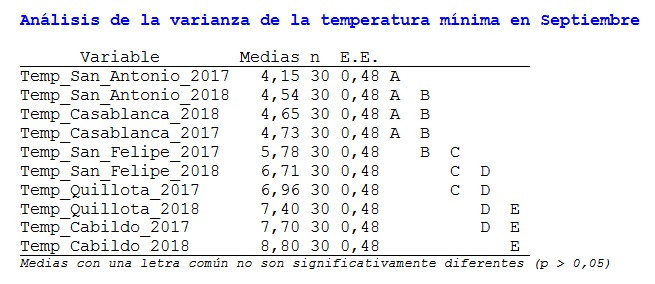 Análisis de la varianza de la temperatura mínima en Septiembre
Variable Medias n E.E.
Temp_San_Antonio_2017 4,15 30 0,48 A
Temp_San_Antonio_2018 4,54 30 0,48 A B
Temp_Casablanca_2018 4,65 30 0,48 A B
Temp_Casablanca_2017 4,73 30 0,48 A B
Temp_San_Felipe_2017 5,78 30 0,48 B C
Temp_San_Felipe_2018 6,71 30 0,48 C D
Temp_Quillota_2017 6,96 30 0,48 C D
Temp_Quillota_2018 7,40 30 0,48 D E
Temp_Cabildo_2017 7,70 30 0,48 D E
Temp_Cabildo_2018 8,80 30 0,48 E
Medias con una letra común no son significativamente diferentes (p > 0,05)